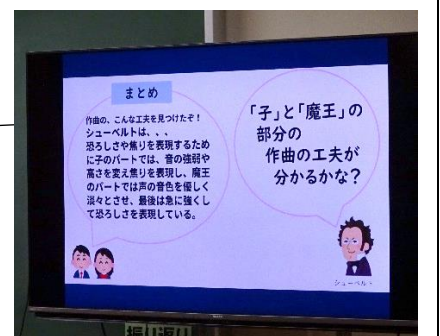 まとめ
作曲の、こんな工夫を見つけたぞ！
シューベルトは、、、
恐ろしさや焦りを表現するため
に子のパートでは、音の強弱や
高さを変え焦りを表現し、魔王
のパートでは声の音色を優しく
淡々とさせ、最後は急に強くし
て恐ろしさを表現している。
「子」と「魔王」の
部分の
作曲の工夫が
分かるかな？
シューベルト
振り返り